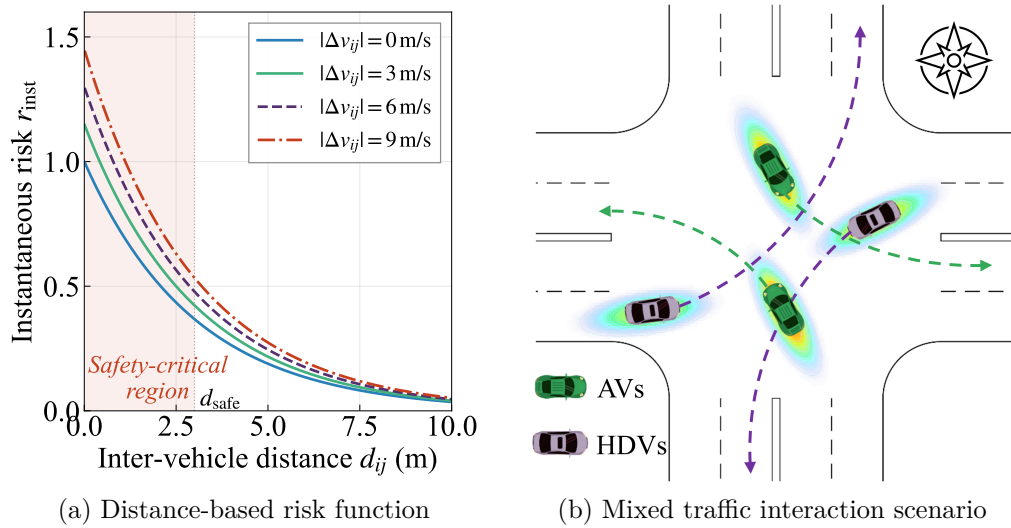 1.5
1.0
0.5
0.0
Instantaneous risk r_inst
|Δv_ij| = 0 m/s
|Δv_ij| = 3 m/s
|Δv_ij| = 6 m/s
|Δv_ij| = 9 m/s
Safety-critical
region
d_safe
0.0 2.5 5.0 7.5 10.0
Inter-vehicle distance d_ij (m)
(a) Distance-based risk function
AVs
HDVs
(b) Mixed traffic interaction scenario